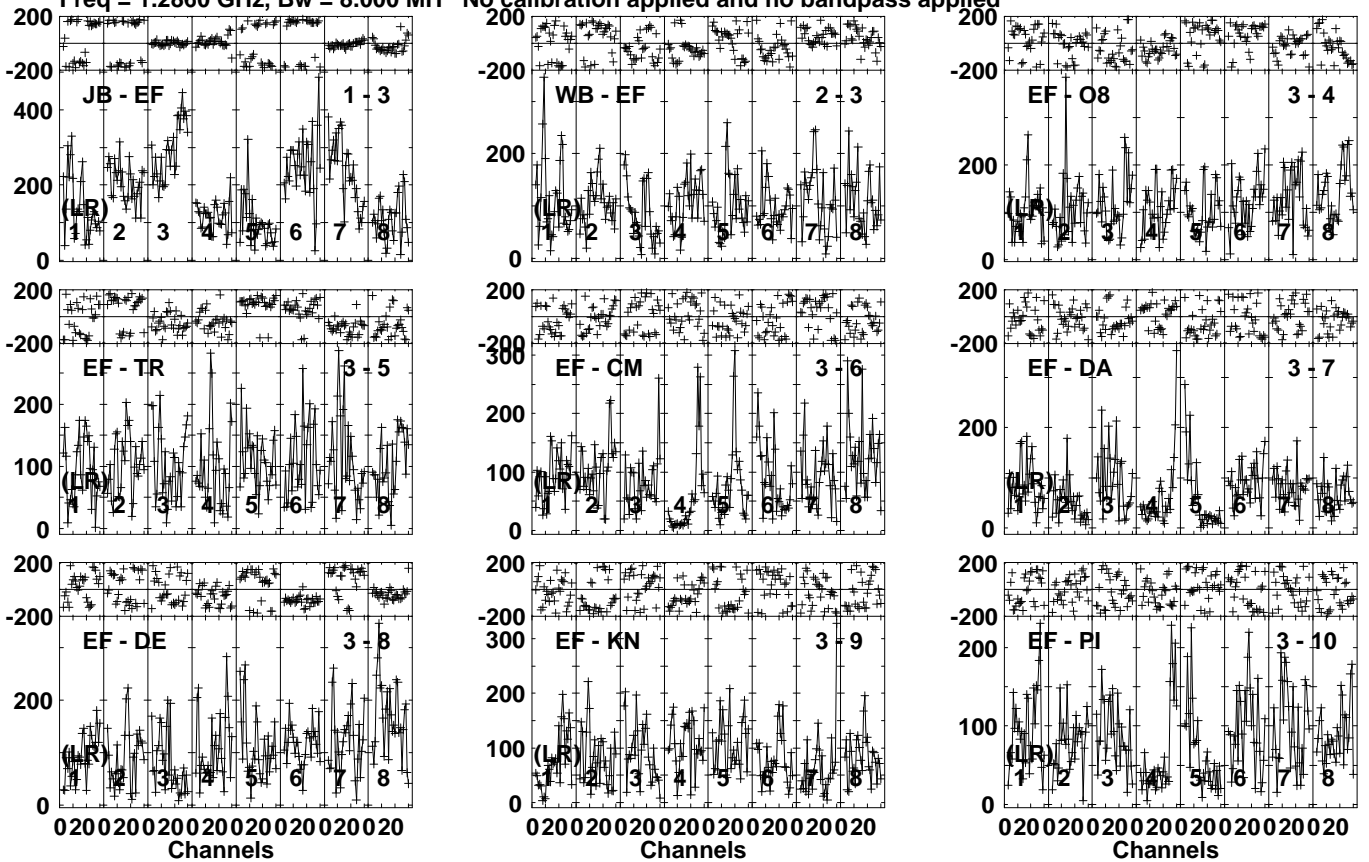 Freq = 1.2860 GHz, Bw = 8.000 MH No calibration applied and no bandpass applied
200 200 200
-200 -200 -200
JB - EF 1 - 3 WB - EF 2 - 3 EF - O8 3 - 4
400
200 200 200
(LR) (LR) (LR)
1 2 3 4 5 6 7 8 1 2 3 4 5 6 7 8 1 2 3 4 5 6 7 8
0 0 0
200 200 200
-200 -200 -200
300
EF - TR 3 - 5 EF - CM 3 - 6 EF - DA 3 - 7
200 200 200
100 100
(LR) (LR) (LR)
1 2 3 4 5 6 7 8 1 2 3 4 5 6 7 8 1 2 3 4 5 6 7 8
0 0 0
200 200 200
-200 -200 -200
EF - DE 3 - 8 EF - KN 3 - 9 EF - PI 3 - 10
300 200
200 200
100 100
(LR) (LR) (LR)
1 2 3 4 5 6 7 8 1 2 3 4 5 6 7 8 1 2 3 4 5 6 7 8
0 0 0
0 20 0 20 0 20 0 20 0 20 0 20 0 20 0 20 0 20 0 20 0 20 0 20 0 20 0 20 0 20 0 20 0 20 0 20 0 20 0 20 0 20 0 20 0 20 0 20
Channels Channels Channels